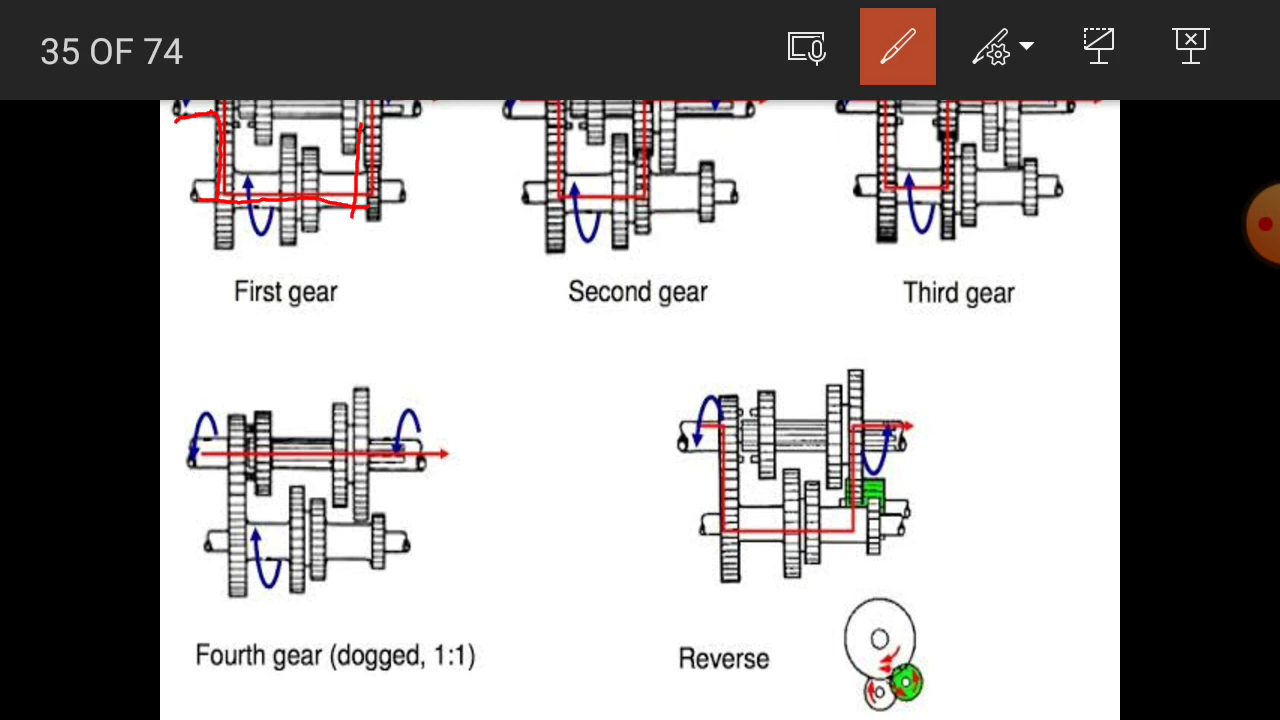 35 OF 74
First gear
Second gear
Third gear
Fourth gear (dogged, 1:1)
Reverse